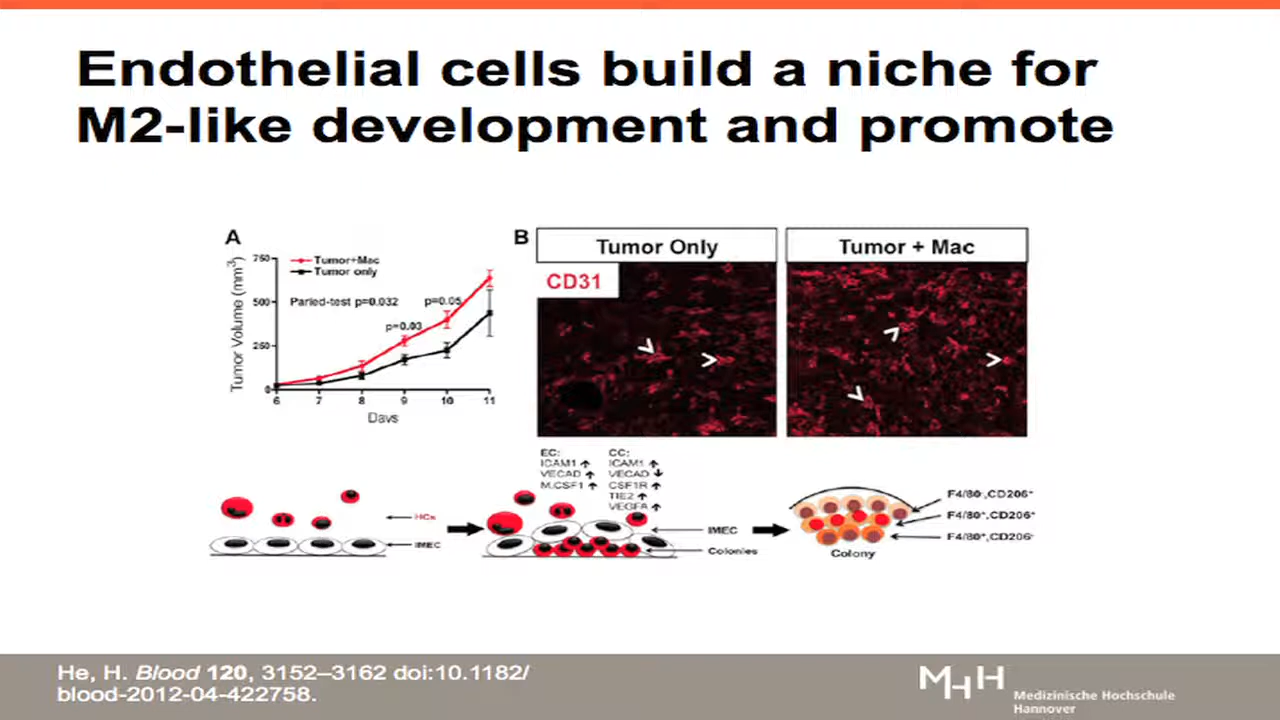 Endothelial cells build a niche for
M2-like development and promote
A
Tumor Volume (mm³)
750
500
250
0
Tumor+Mac
Tumor only
Paried-test p=0.032
p=0.05
p=0.03
6 7 8 9 10 11
Days
B
Tumor Only
Tumor + Mac
CD31
EC:
ICAM1 ↑
VECAD ↑
M.CSF1 ↑
CC:
ICAM1 ↑
VECAD ↓
CSF1R ↑
TIE2 ↑
VEGFA ↑
HCs
IMEC
IMEC
Colonies
Colony
F4/80⁻,CD206⁺
F4/80⁺,CD206⁺
F4/80⁺,CD206⁻
He, H. Blood 120, 3152–3162 doi:10.1182/
blood-2012-04-422758.
MHH
Medizinische Hochschule
Hannover